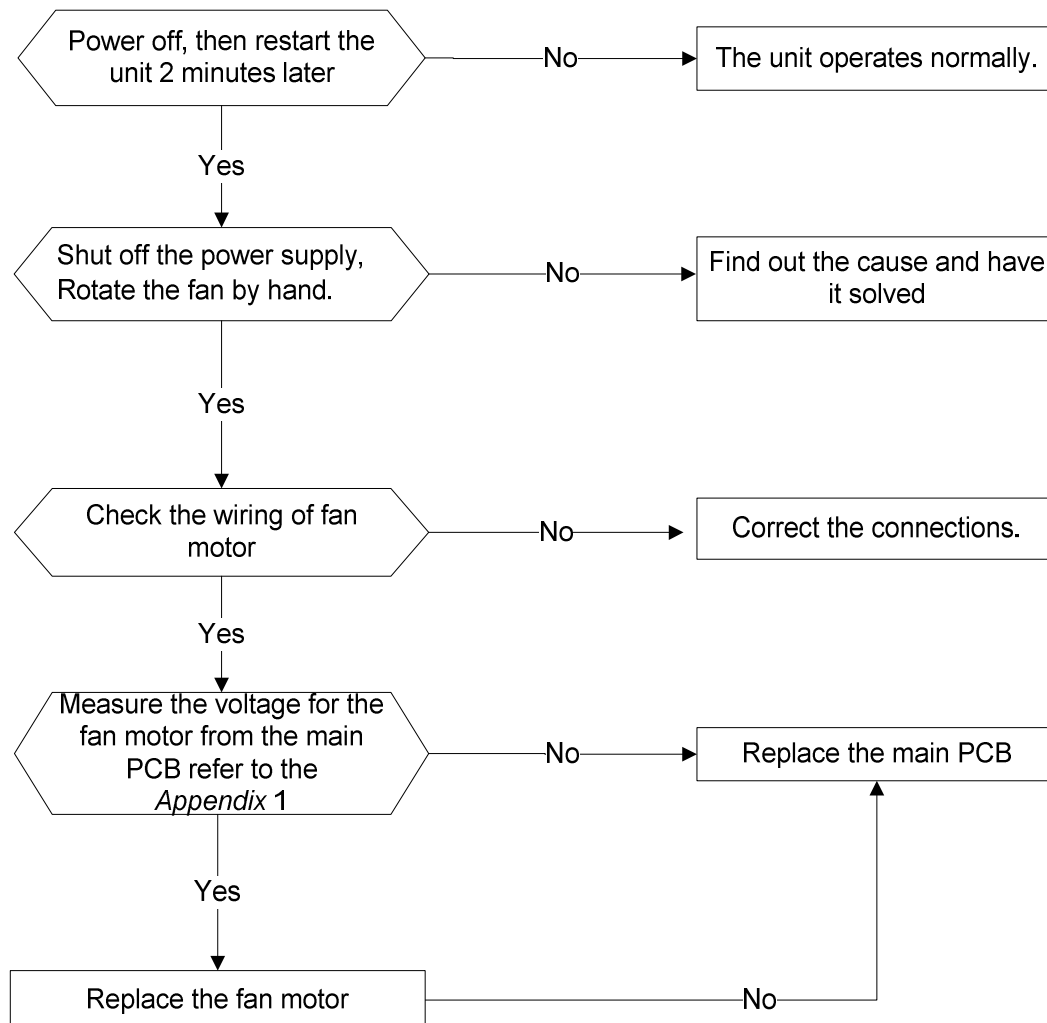 Power off, then restart the
unit 2 minutes later
No
The unit operates normally.
Yes
Shut off the power supply,
Rotate the fan by hand.
No
Find out the cause and have
it solved
Yes
Check the wiring of fan
motor
No
Correct the connections.
Yes
Measure the voltage for the
fan motor from the main
PCB refer to the
Appendix 1
No
Replace the main PCB
Yes
Replace the fan motor
No